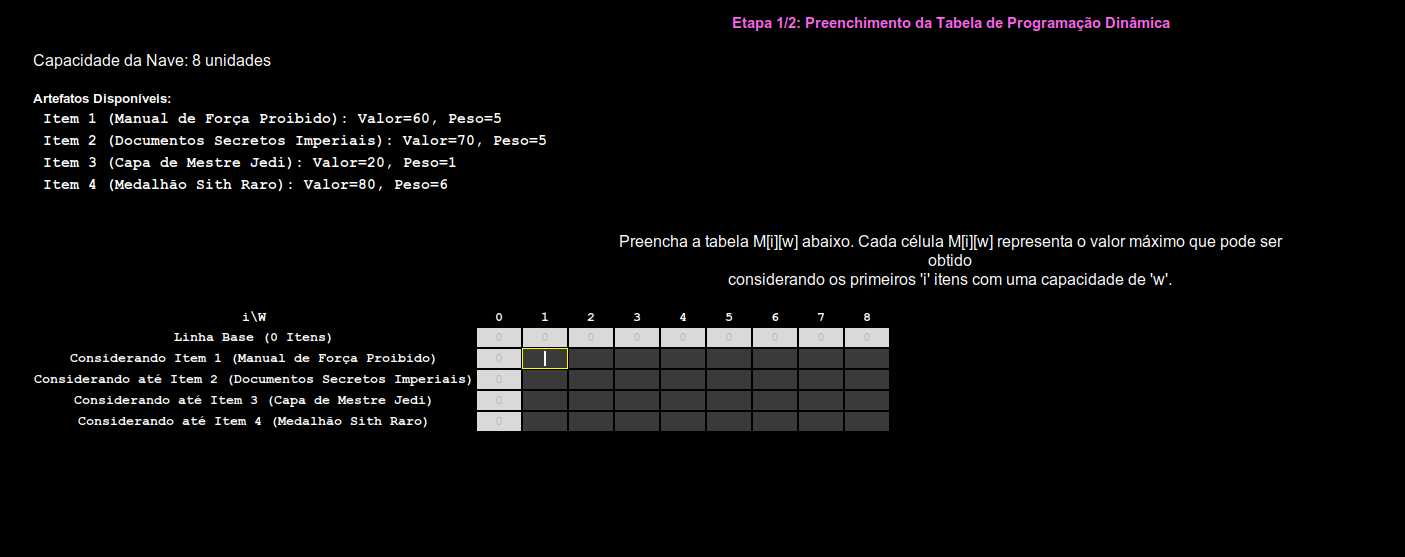 Etapa 1/2: Preenchimento da Tabela de Programação Dinâmica
Capacidade da Nave: 8 unidades
Artefatos Disponíveis:
Item 1 (Manual de Força Proibido): Valor=60, Peso=5
Item 2 (Documentos Secretos Imperiais): Valor=70, Peso=5
Item 3 (Capa de Mestre Jedi): Valor=20, Peso=1
Item 4 (Medalhão Sith Raro): Valor=80, Peso=6
Preencha a tabela M[i][w] abaixo. Cada célula M[i][w] representa o valor máximo que pode ser
obtido
considerando os primeiros 'i' itens com uma capacidade de 'w'.
i\W 0 1 2 3 4 5 6 7 8
Linha Base (0 Itens) 0 0 0 0 0 0 0 0 0
Considerando Item 1 (Manual de Força Proibido) 0
Considerando até Item 2 (Documentos Secretos Imperiais) 0
Considerando até Item 3 (Capa de Mestre Jedi) 0
Considerando até Item 4 (Medalhão Sith Raro) 0